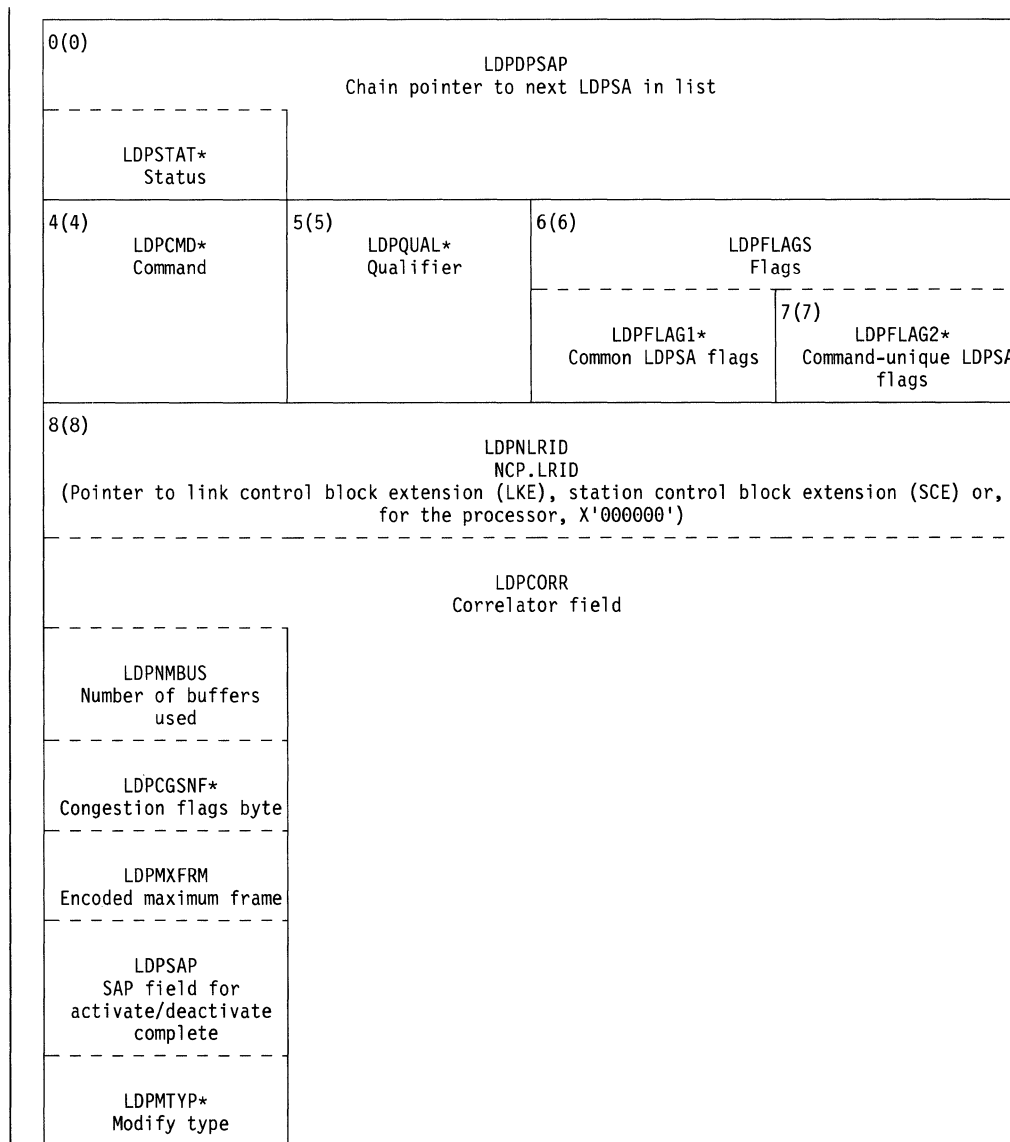 0(0)
LDPDPSAP
Chain pointer to next LDPSA in list
LDPSTAT*
Status
4(4)
LDPCMD*
Command
5(5)
LDPQUAL*
Qualifier
6(6)
LDPFLAGS
Flags
LDPFLAG1*
Common LDPSA flags
7(7)
LDPFLAG2*
Command-unique LDPSA
flags
8(8)
LDPNLRID
NCP.LRID
(Pointer to link control block extension (LKE), station control block extension (SCE) or,
for the processor, X'000000')
LDPCORR
Correlator field
LDPNMBUS
Number of buffers
used
LDPCGSNF*
Congestion flags byte
LDPMXFRM
Encoded maximum frame
LDPSAP
SAP field for
activate/deactivate
complete
LDPMTYP*
Modify type